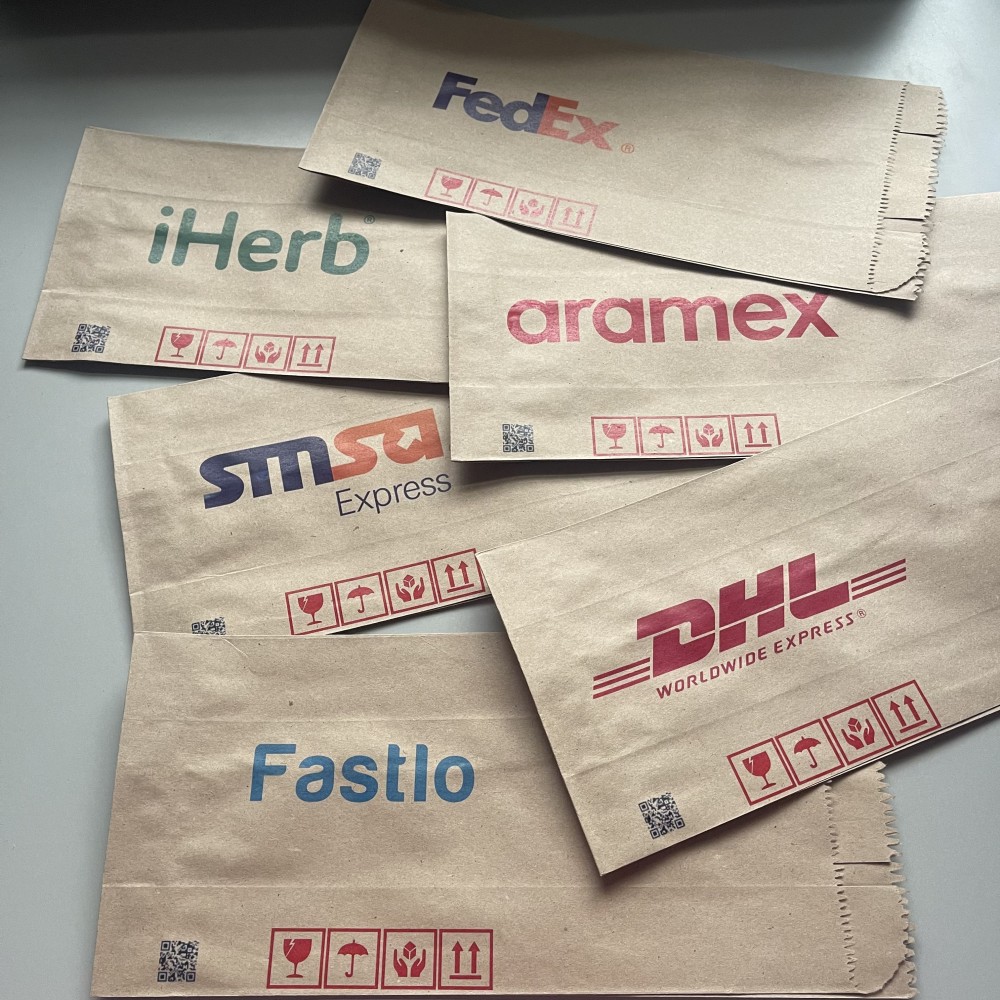 FedEx®
iHerb®
aramex
smsa
Express
DHL
WORLDWIDE EXPRESS®
Fastlo